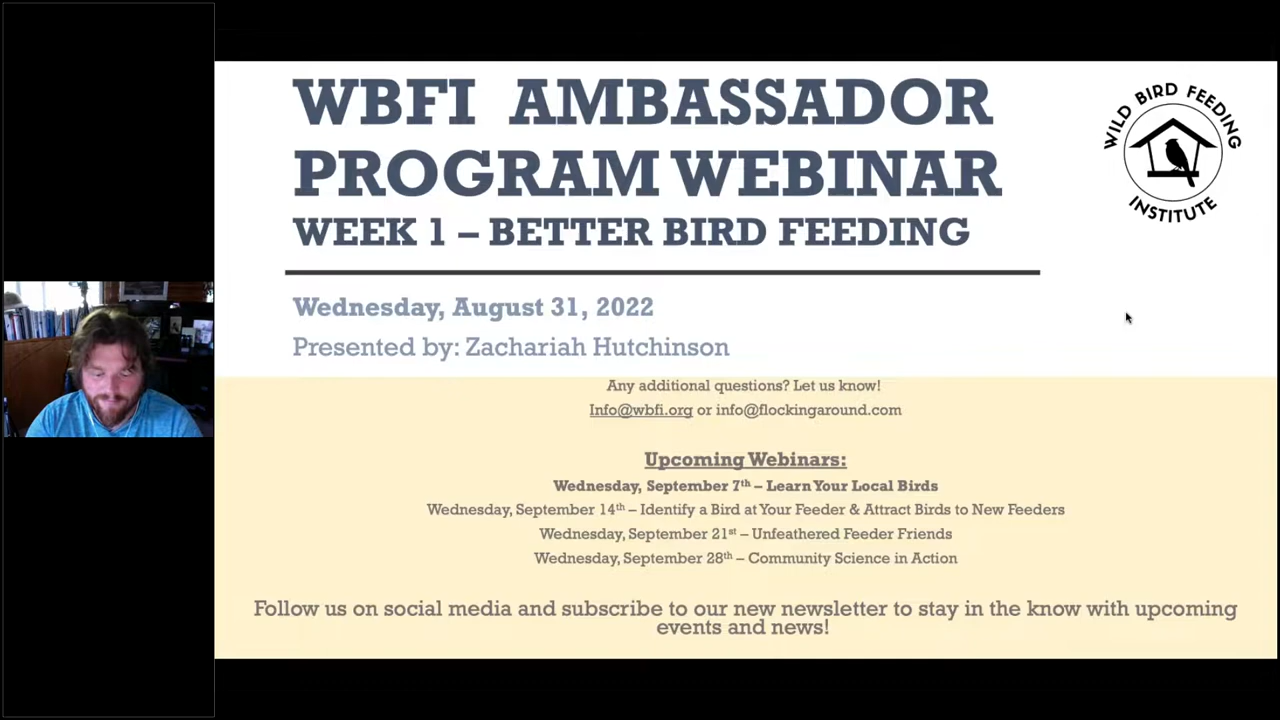 WBFI AMBASSADOR
PROGRAM WEBINAR
WEEK 1 – BETTER BIRD FEEDING
WILD BIRD FEEDING
INSTITUTE
Wednesday, August 31, 2022
Presented by: Zachariah Hutchinson
Any additional questions? Let us know!
Info@wbfi.org or info@flockingaround.com
Upcoming Webinars:
Wednesday, September 7th – Learn Your Local Birds
Wednesday, September 14th – Identify a Bird at Your Feeder & Attract Birds to New Feeders
Wednesday, September 21st – Unfeathered Feeder Friends
Wednesday, September 28th – Community Science in Action
Follow us on social media and subscribe to our new newsletter to stay in the know with upcoming
events and news!